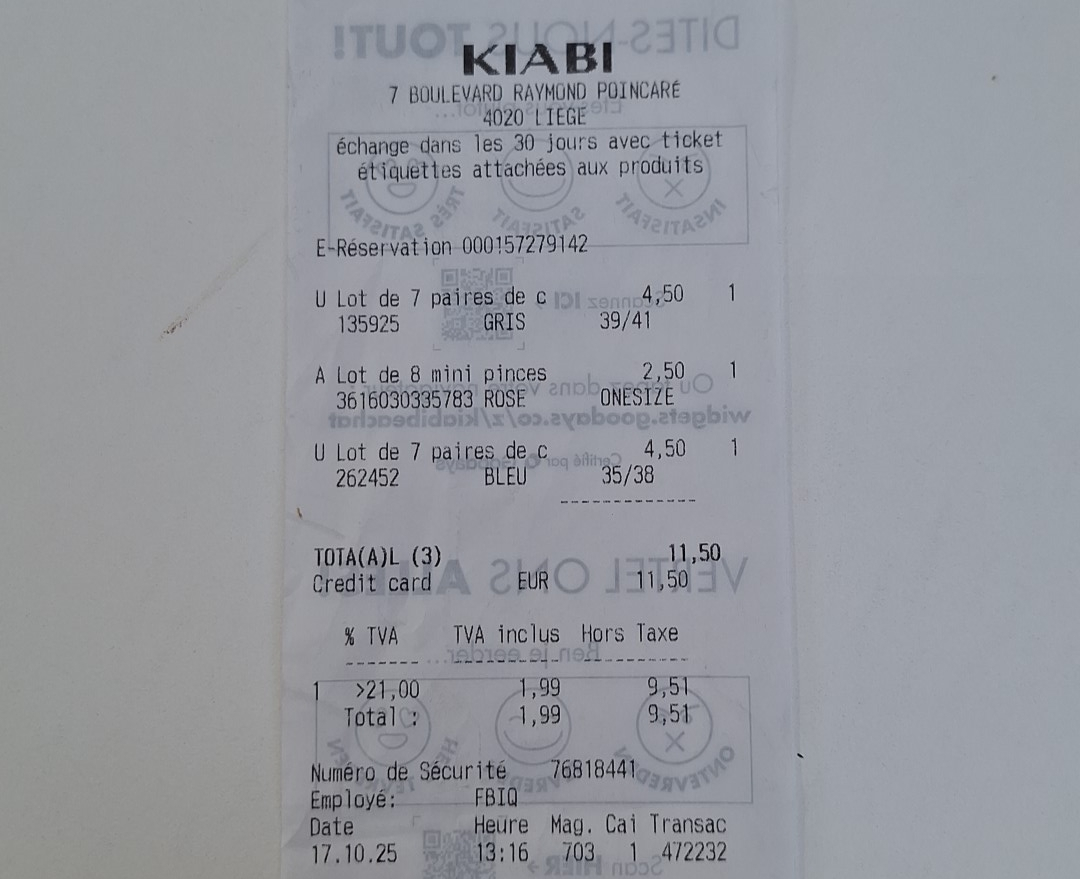 KIABI
7 BOULEVARD RAYMOND POINCARÉ
4020 LIEGE
échange dans les 30 jours avec ticket
étiquettes attachées aux produits
E-Réservation 000157279142
U Lot de 7 paires de c 4,50 1
135925 GRIS 39/41
A Lot de 8 mini pinces 2,50 1
3616030335783 ROSE ONESIZE
U Lot de 7 paires de c 4,50 1
262452 BLEU 35/38
TOTA(A)L (3) 11,50
Credit card EUR 11,50
% TVA TVA inclus Hors Taxe
1 >21,00 1,99 9,51
Total : 1,99 9,51
Numéro de Sécurité 76818441
Employé: FBIQ
Date Heure Mag. Cai Transac
17.10.25 13:16 703 1 472232